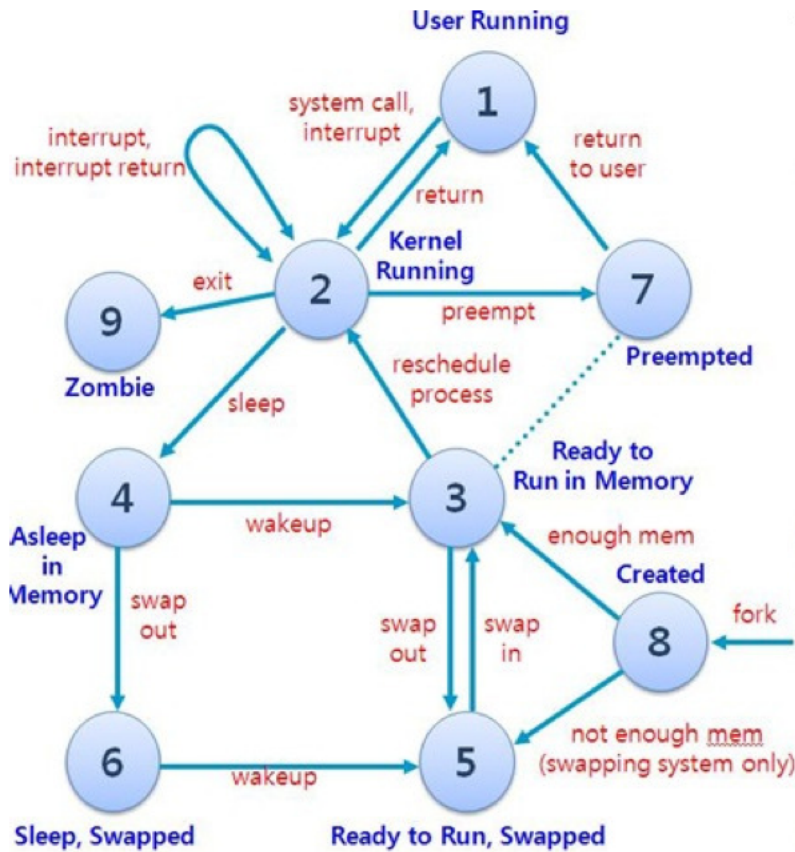 User Running
1
system call,
interrupt
interrupt,
interrupt return
return
to user
return
Kernel
Running
2
7
exit
9
preempt
Preempted
Zombie
reschedule
process
sleep
Ready to
Run in Memory
4
3
wakeup
enough mem
Asleep
in
Memory
Created
swap
out
swap
out
swap
in
fork
8
not enough mem
(swapping system only)
6
5
wakeup
Sleep, Swapped
Ready to Run, Swapped